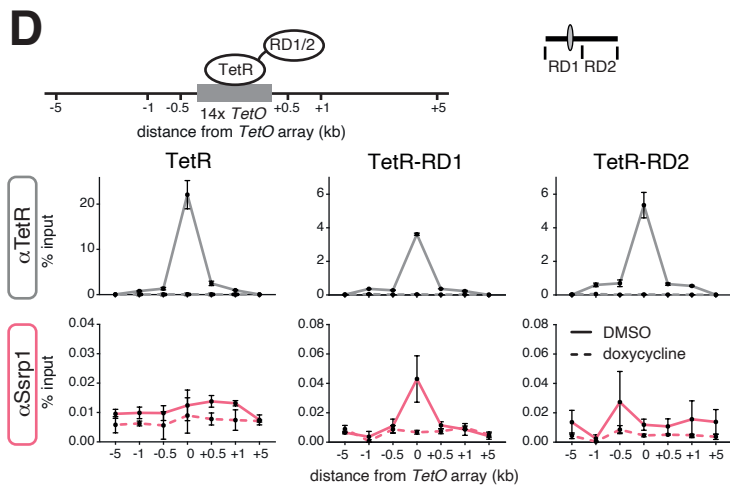 D
RD1/2
TetR
RD1 RD2
-5 -1 -0.5 14x TetO +0.5 +1 +5
distance from TetO array (kb)
TetR TetR-RD1 TetR-RD2
αTetR
% input
20
10
0
6
4
2
0
6
4
2
0
αSsrp1
% input
0.04
0.03
0.02
0.01
0.00
0.08
0.06
0.04
0.02
0.00
0.08
0.06
0.04
0.02
0.00
DMSO
doxycycline
-5 -1 -0.5 0 +0.5 +1 +5
-5 -1 -0.5 0 +0.5 +1 +5
-5 -1 -0.5 0 +0.5 +1 +5
distance from TetO array (kb)